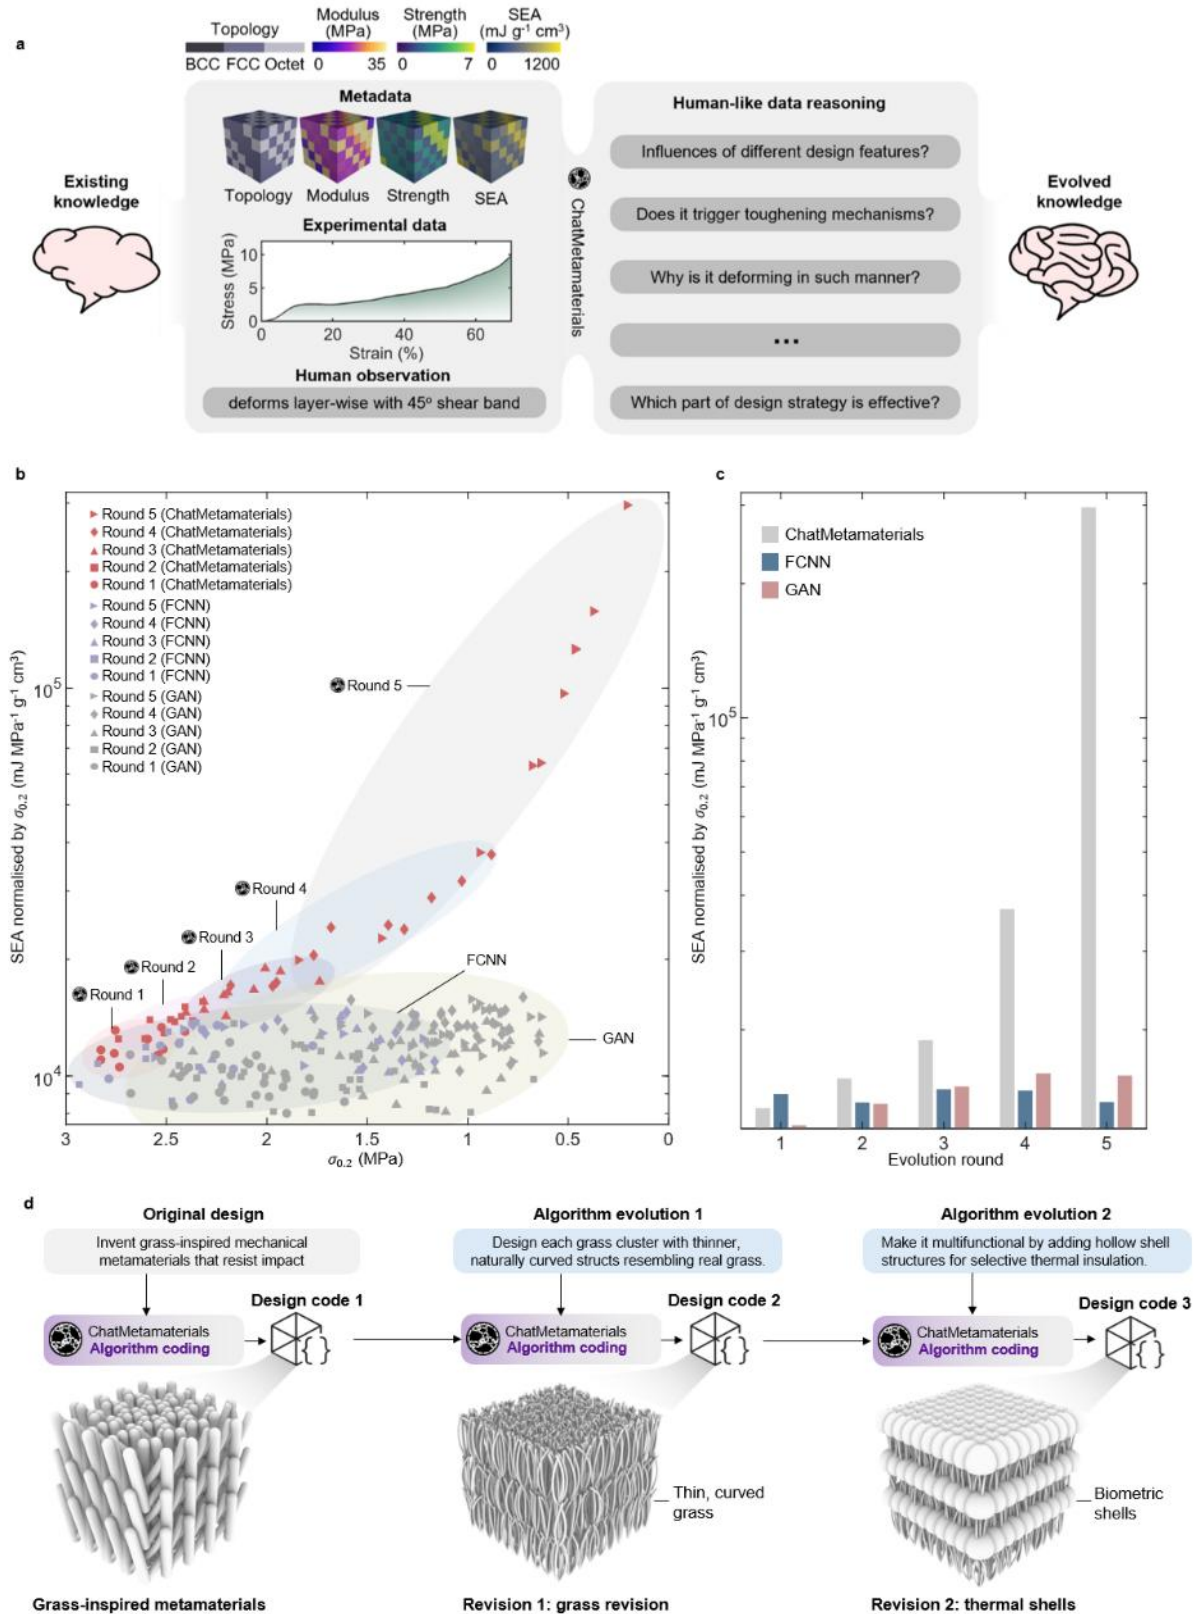 a
Topology
BCC FCC Octet
Modulus
(MPa)
0 35
Strength
(MPa)
0 7
SEA
(mJ g⁻¹ cm³)
0 1200
Existing
knowledge
Metadata
Topology
Modulus
Strength
SEA
Experimental data
Stress (MPa)
10
5
0
0 20 40 60
Strain (%)
Human observation
deforms layer-wise with 45° shear band
ChatMetamaterials
Human-like data reasoning
Influences of different design features?
Does it trigger toughening mechanisms?
Why is it deforming in such manner?
...
Which part of design strategy is effective?
Evolved
knowledge
b
SEA normalised by σ0.2 (mJ MPa⁻¹ g⁻¹ cm³)
10⁵
10⁴
Round 5 (ChatMetamaterials)
Round 4 (ChatMetamaterials)
Round 3 (ChatMetamaterials)
Round 2 (ChatMetamaterials)
Round 1 (ChatMetamaterials)
Round 5 (FCNN)
Round 4 (FCNN)
Round 3 (FCNN)
Round 2 (FCNN)
Round 1 (FCNN)
Round 5 (GAN)
Round 4 (GAN)
Round 3 (GAN)
Round 2 (GAN)
Round 1 (GAN)
Round 5
Round 4
Round 3
Round 2
Round 1
FCNN
GAN
3 2.5 2 1.5 1 0.5 0
σ0.2 (MPa)
c
SEA normalised by σ0.2 (mJ MPa⁻¹ g⁻¹ cm³)
10⁵
ChatMetamaterials
FCNN
GAN
1 2 3 4 5
Evolution round
d
Original design
Invent grass-inspired mechanical
metamaterials that resist impact
Design code 1
ChatMetamaterials
Algorithm coding
Grass-inspired metamaterials
Algorithm evolution 1
Design each grass cluster with thinner,
naturally curved structs resembling real grass.
Design code 2
ChatMetamaterials
Algorithm coding
Thin, curved
grass
Revision 1: grass revision
Algorithm evolution 2
Make it multifunctional by adding hollow shell
structures for selective thermal insulation.
Design code 3
ChatMetamaterials
Algorithm coding
Biometric
shells
Revision 2: thermal shells